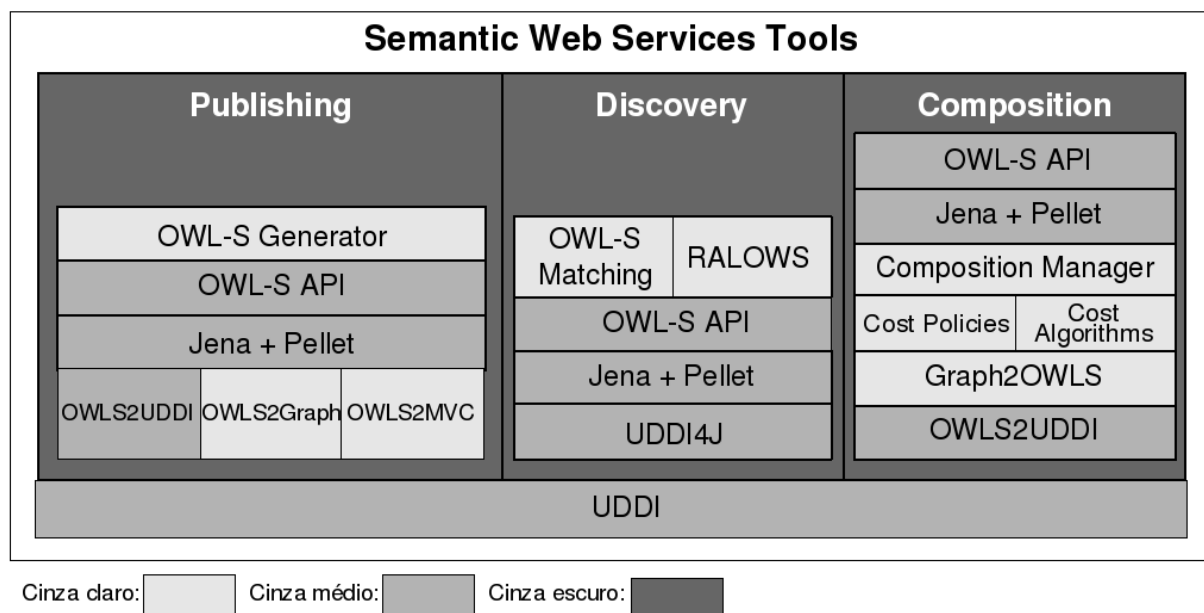 Semantic Web Services Tools
Publishing
OWL-S Generator
OWL-S API
Jena + Pellet
OWLS2UDDI
OWLS2Graph
OWLS2MVC
Discovery
OWL-S
Matching
RALOWS
OWL-S API
Jena + Pellet
UDDI4J
Composition
OWL-S API
Jena + Pellet
Composition Manager
Cost Policies
Cost
Algorithms
Graph2OWLS
OWLS2UDDI
UDDI
Cinza claro:
Cinza médio:
Cinza escuro: